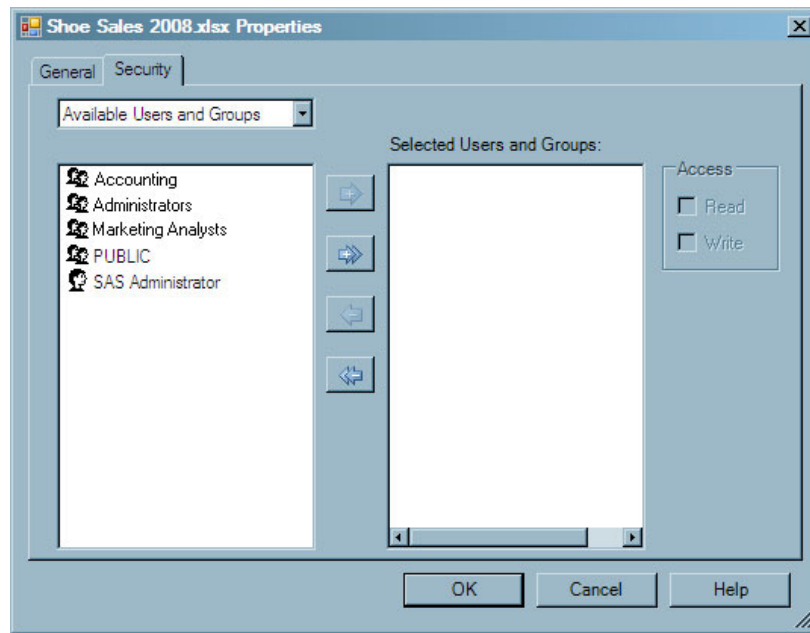 Shoe Sales 2008.xlsx Properties
General
Security
Available Users and Groups
Selected Users and Groups:
Accounting
Administrators
Marketing Analysts
PUBLIC
SAS Administrator
Access
Read
Write
OK
Cancel
Help